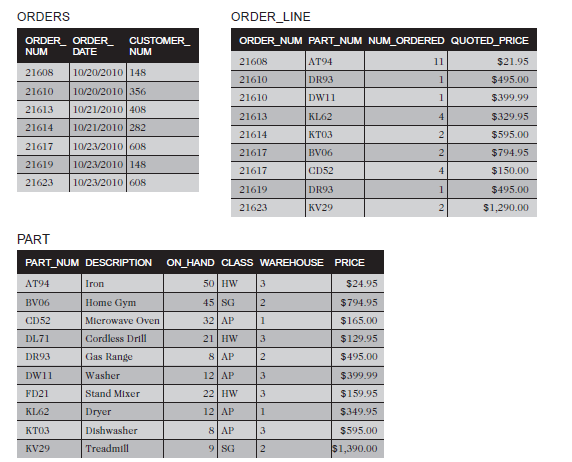 ORDERS
ORDER_ NUM ORDER_ DATE CUSTOMER_ NUM
21608 10/20/2010 148
21610 10/20/2010 356
21613 10/21/2010 408
21614 10/21/2010 282
21617 10/23/2010 608
21619 10/23/2010 148
21623 10/23/2010 608
ORDER_LINE
ORDER_NUM PART_NUM NUM_ORDERED QUOTED_PRICE
21608 AT94 11 $21.95
21610 DR93 1 $495.00
21610 DW11 1 $399.99
21613 KL62 4 $329.95
21614 KT03 2 $595.00
21617 BV06 2 $794.95
21617 CD52 4 $150.00
21619 DR93 1 $495.00
21623 KV29 2 $1,290.00
PART
PART_NUM DESCRIPTION ON_HAND CLASS WAREHOUSE PRICE
AT94 Iron 50 HW 3 $24.95
BV06 Home Gym 45 SG 2 $794.95
CD52 Microwave Oven 32 AP 1 $165.00
DL71 Cordless Drill 21 HW 3 $129.95
DR93 Gas Range 8 AP 2 $495.00
DW11 Washer 12 AP 3 $399.99
FD21 Stand Mixer 22 HW 3 $159.95
KL62 Dryer 12 AP 1 $349.95
KT03 Dishwasher 8 AP 3 $595.00
KV29 Treadmill 9 SG 2 $1,390.00